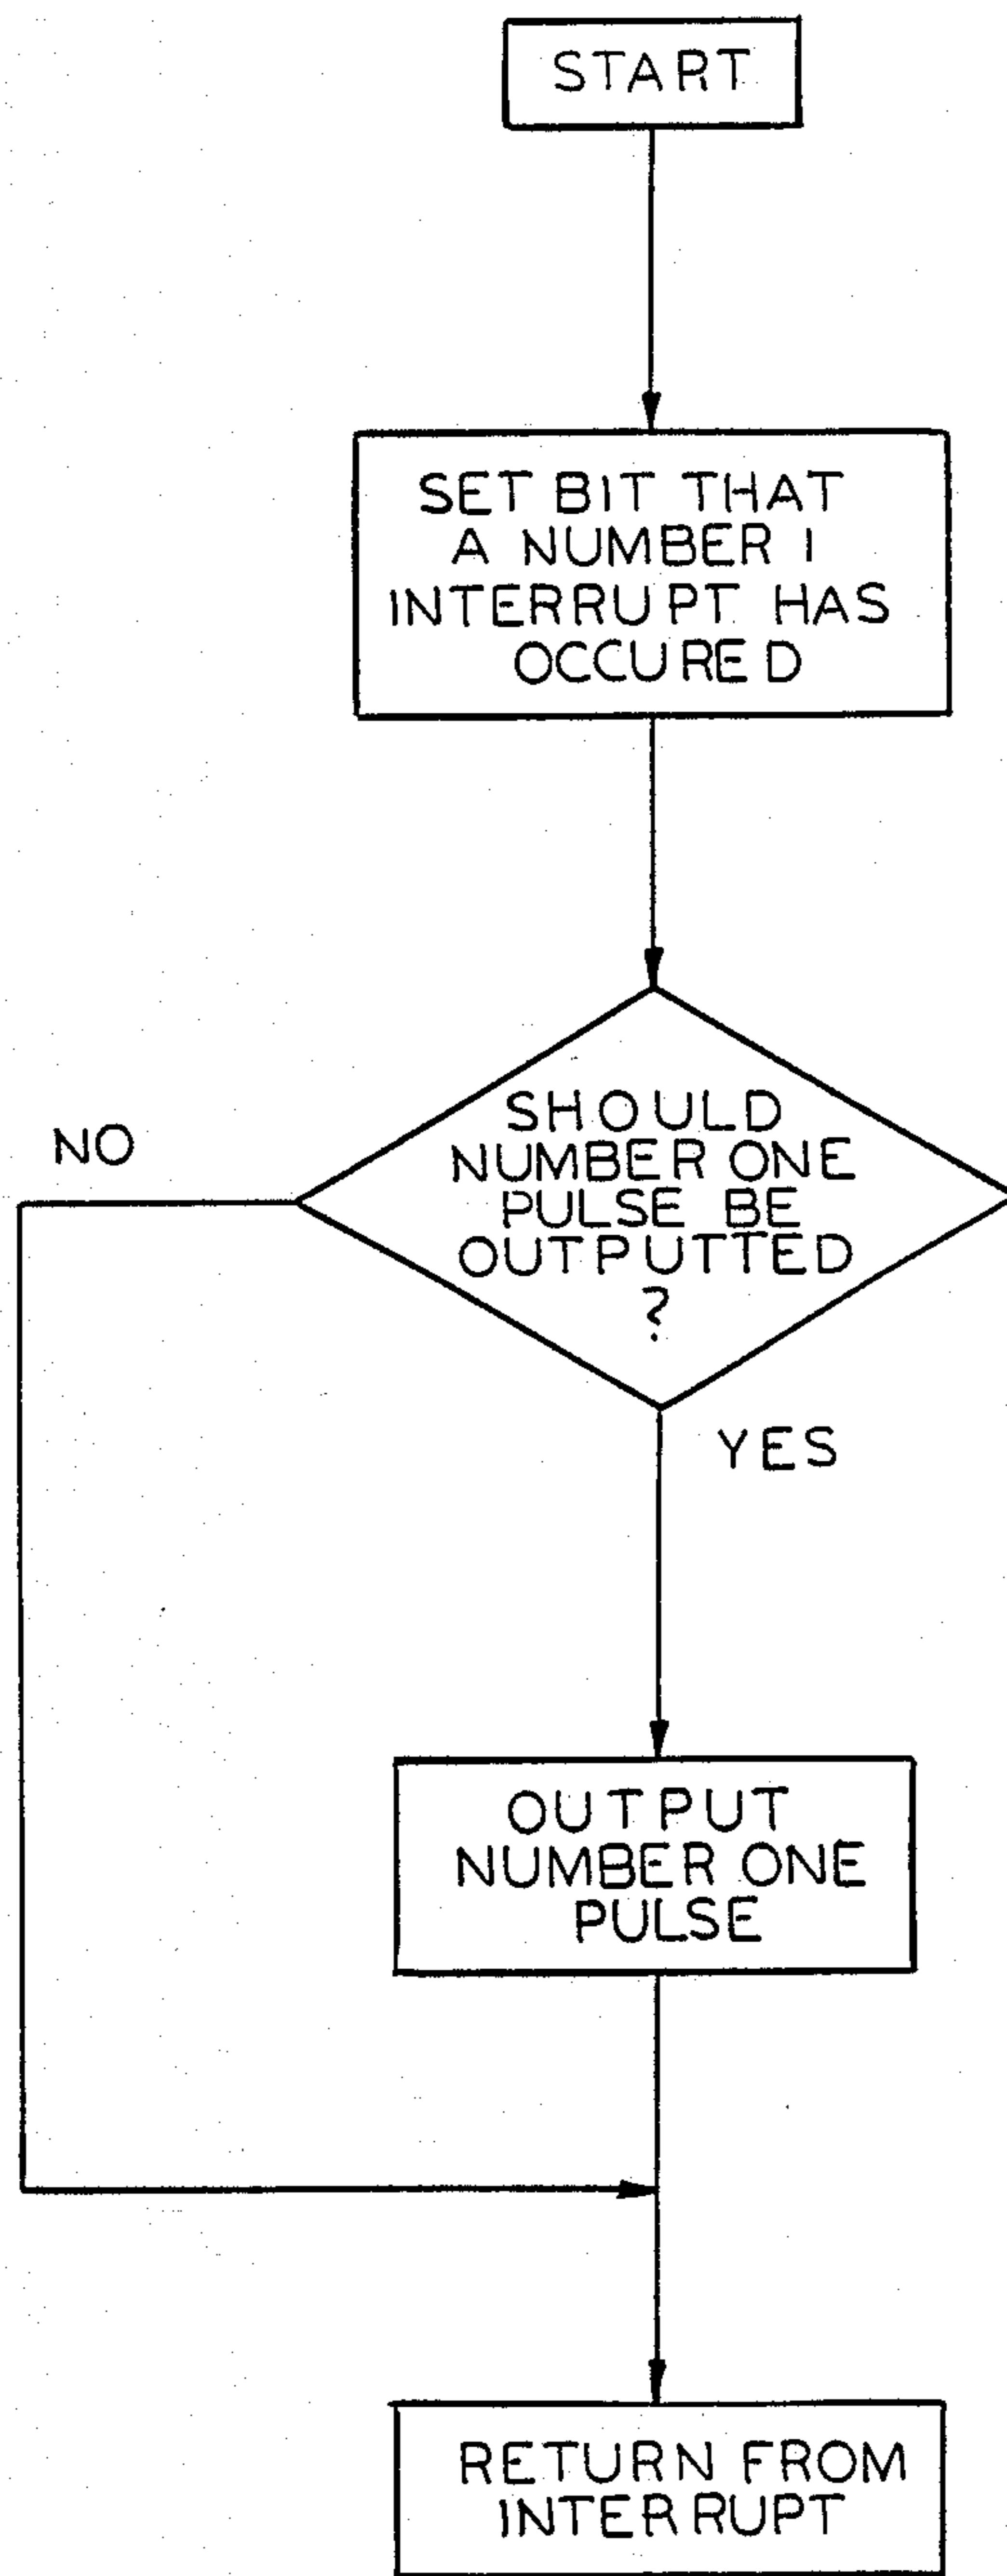 START
SET BIT THAT
A NUMBER 1
INTERRUPT HAS
OCCURED
SHOULD
NUMBER ONE
PULSE BE
OUTPUTTED
?
NO
YES
OUTPUT
NUMBER ONE
PULSE
RETURN FROM
INTERRUPT